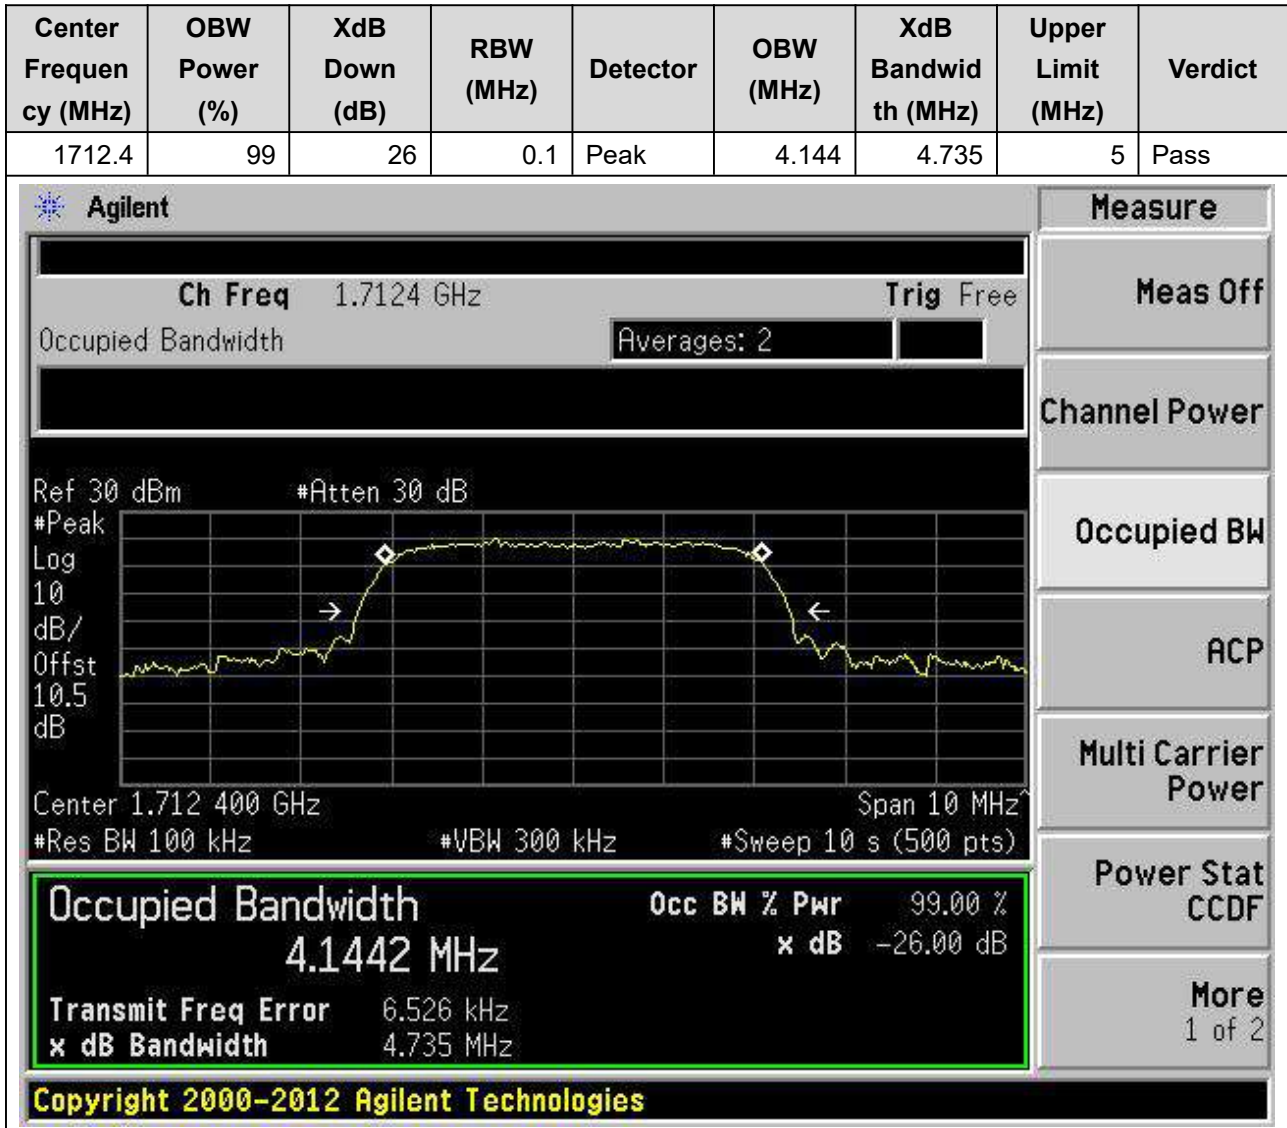 Center Frequen cy (MHz) OBW Power (%) XdB Down (dB) RBW (MHz) Detector OBW (MHz) XdB Bandwid th (MHz) Upper Limit (MHz) Verdict
1712.4 99 26 0.1 Peak 4.144 4.735 5 Pass
Agilent
Measure
Ch Freq 1.7124 GHz Trig Free
Meas Off
Occupied Bandwidth Averages: 2
Channel Power
Ref 30 dBm #Atten 30 dB
#Peak
Log
10
dB/
Offst
10.5
dB
Occupied BW
ACP
Multi Carrier
Power
Center 1.712 400 GHz Span 10 MHz^
#Res BW 100 kHz #VBW 300 kHz #Sweep 10 s (500 pts)
Power Stat
CCDF
Occupied Bandwidth Occ BW % Pwr 99.00 %
4.1442 MHz x dB -26.00 dB
Transmit Freq Error 6.526 kHz
x dB Bandwidth 4.735 MHz
More
1 of 2
Copyright 2000-2012 Agilent Technologies